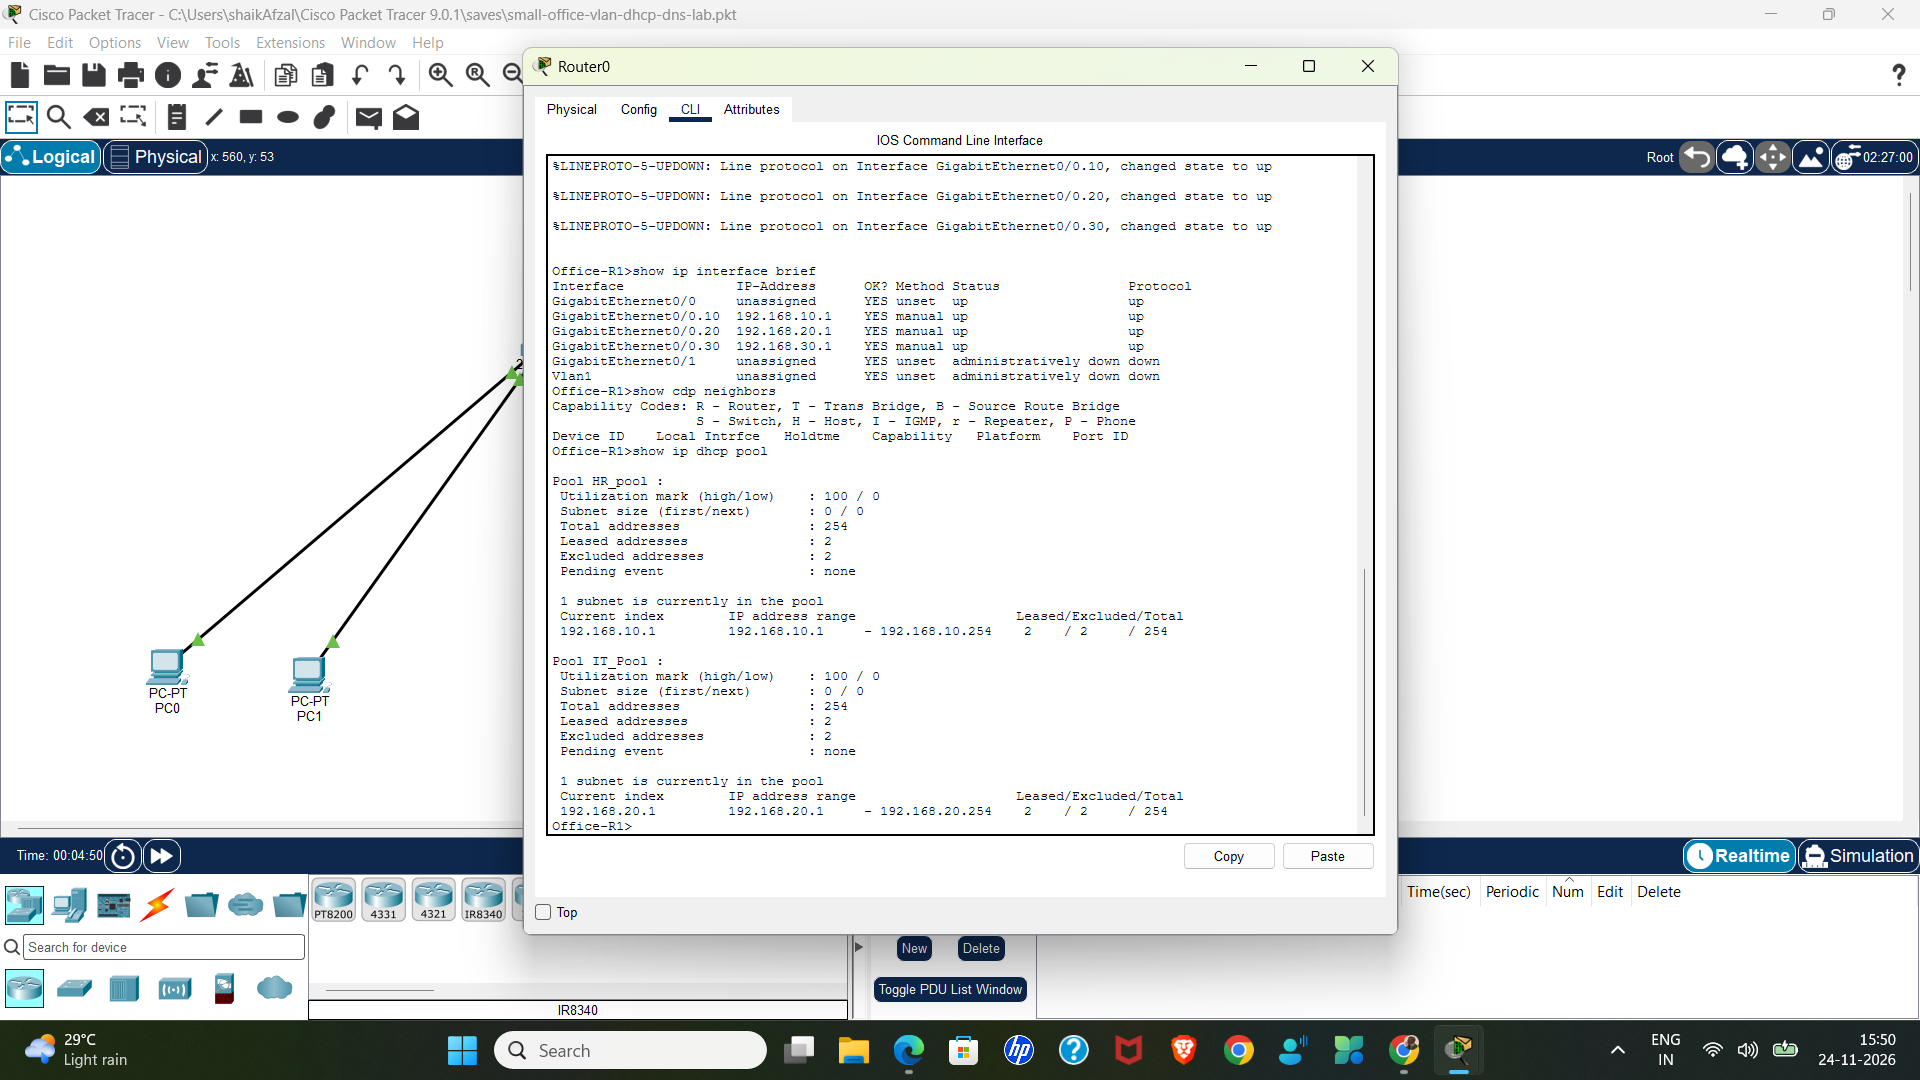 Cisco Packet Tracer - C:\Users\shaikAfzal\Cisco Packet Tracer 9.0.1\saves\small-office-vlan-dhcp-dns-lab.pkt
File Edit Options View Tools Extensions Window Help
Logical Physical x: 560, y: 53
Root 02:27:00
PC-PT
PC0
PC-PT
PC1
Router0
Physical Config CLI Attributes
IOS Command Line Interface
%LINEPROTO-5-UPDOWN: Line protocol on Interface GigabitEthernet0/0.10, changed state to up
%LINEPROTO-5-UPDOWN: Line protocol on Interface GigabitEthernet0/0.20, changed state to up
%LINEPROTO-5-UPDOWN: Line protocol on Interface GigabitEthernet0/0.30, changed state to up
Office-R1>show ip interface brief
Interface IP-Address OK? Method Status Protocol
GigabitEthernet0/0 unassigned YES unset up up
GigabitEthernet0/0.10 192.168.10.1 YES manual up up
GigabitEthernet0/0.20 192.168.20.1 YES manual up up
GigabitEthernet0/0.30 192.168.30.1 YES manual up up
GigabitEthernet0/1 unassigned YES unset administratively down down
Vlan1 unassigned YES unset administratively down down
Office-R1>show cdp neighbors
Capability Codes: R - Router, T - Trans Bridge, B - Source Route Bridge
S - Switch, H - Host, I - IGMP, r - Repeater, P - Phone
Device ID Local Intrfce Holdtme Capability Platform Port ID
Office-R1>show ip dhcp pool
Pool HR_pool :
Utilization mark (high/low) : 100 / 0
Subnet size (first/next) : 0 / 0
Total addresses : 254
Leased addresses : 2
Excluded addresses : 2
Pending event : none
1 subnet is currently in the pool
Current index IP address range Leased/Excluded/Total
192.168.10.1 192.168.10.1 - 192.168.10.254 2 / 2 / 254
Pool IT_Pool :
Utilization mark (high/low) : 100 / 0
Subnet size (first/next) : 0 / 0
Total addresses : 254
Leased addresses : 2
Excluded addresses : 2
Pending event : none
1 subnet is currently in the pool
Current index IP address range Leased/Excluded/Total
192.168.20.1 192.168.20.1 - 192.168.20.254 2 / 2 / 254
Office-R1>
Copy Paste
Top
Time: 00:04:50
Realtime Simulation
PT8200 4331 4321 IR8340
Time(sec) Periodic Num Edit Delete
Search for device
New Delete
Toggle PDU List Window
IR8340
29°C
Light rain
Search
ENG
IN
15:50
24-11-2026